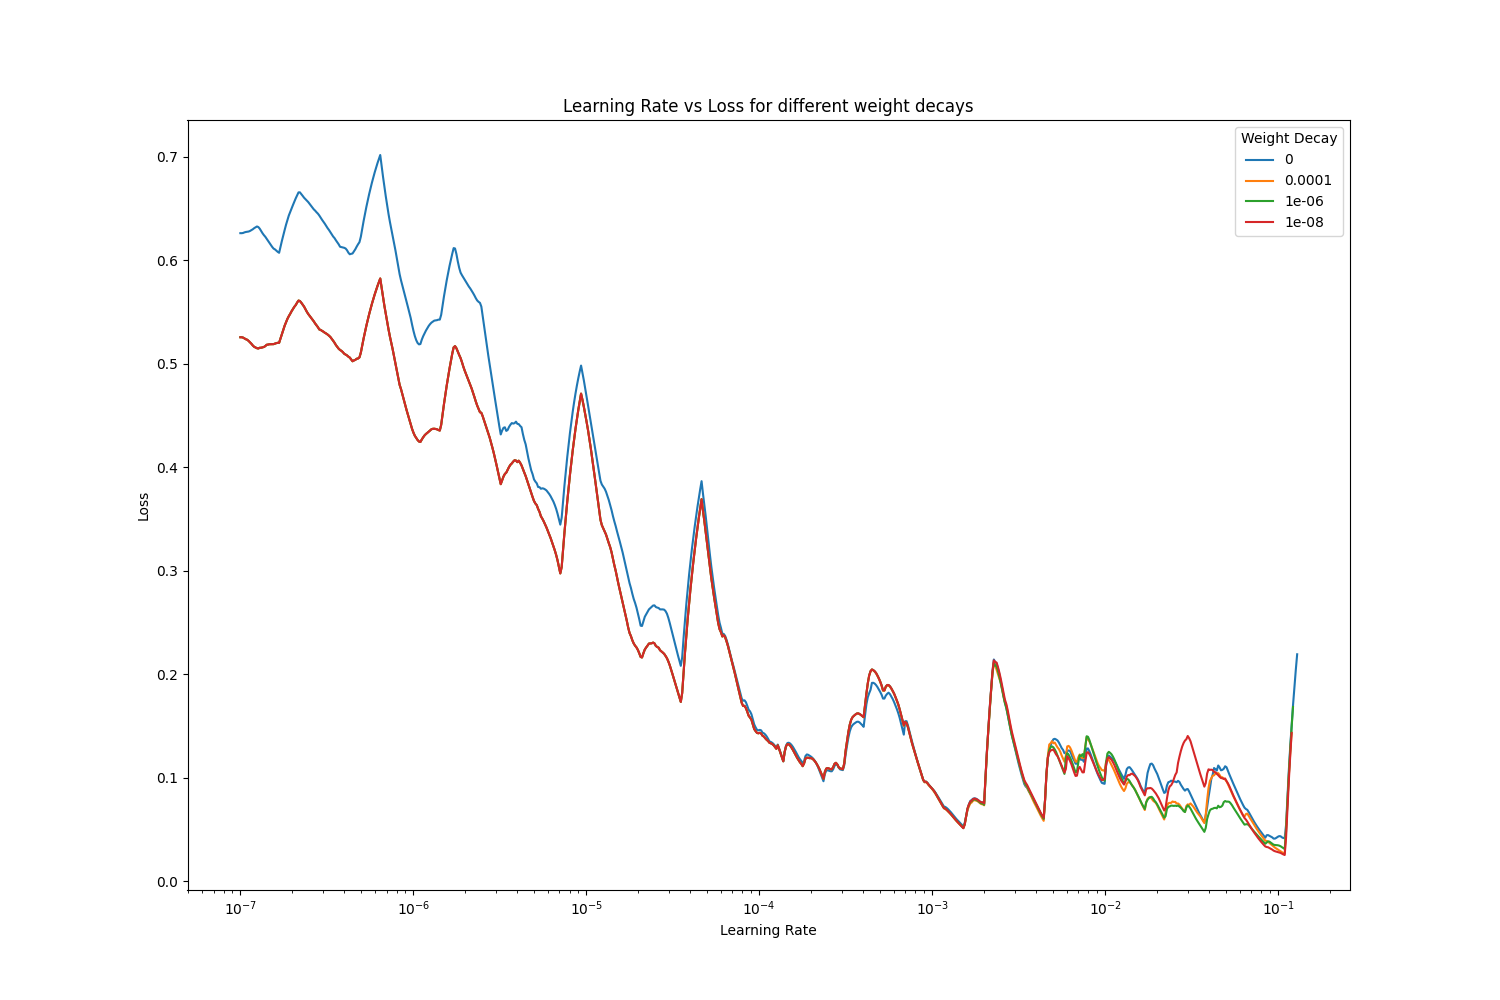 Learning Rate vs Loss for different weight decays
Weight Decay
0
0.0001
1e-06
1e-08
0.7
0.6
0.5
0.4
0.3
0.2
0.1
0.0
Loss
10⁻⁷ 10⁻⁶ 10⁻⁵ 10⁻⁴ 10⁻³ 10⁻² 10⁻¹
Learning Rate